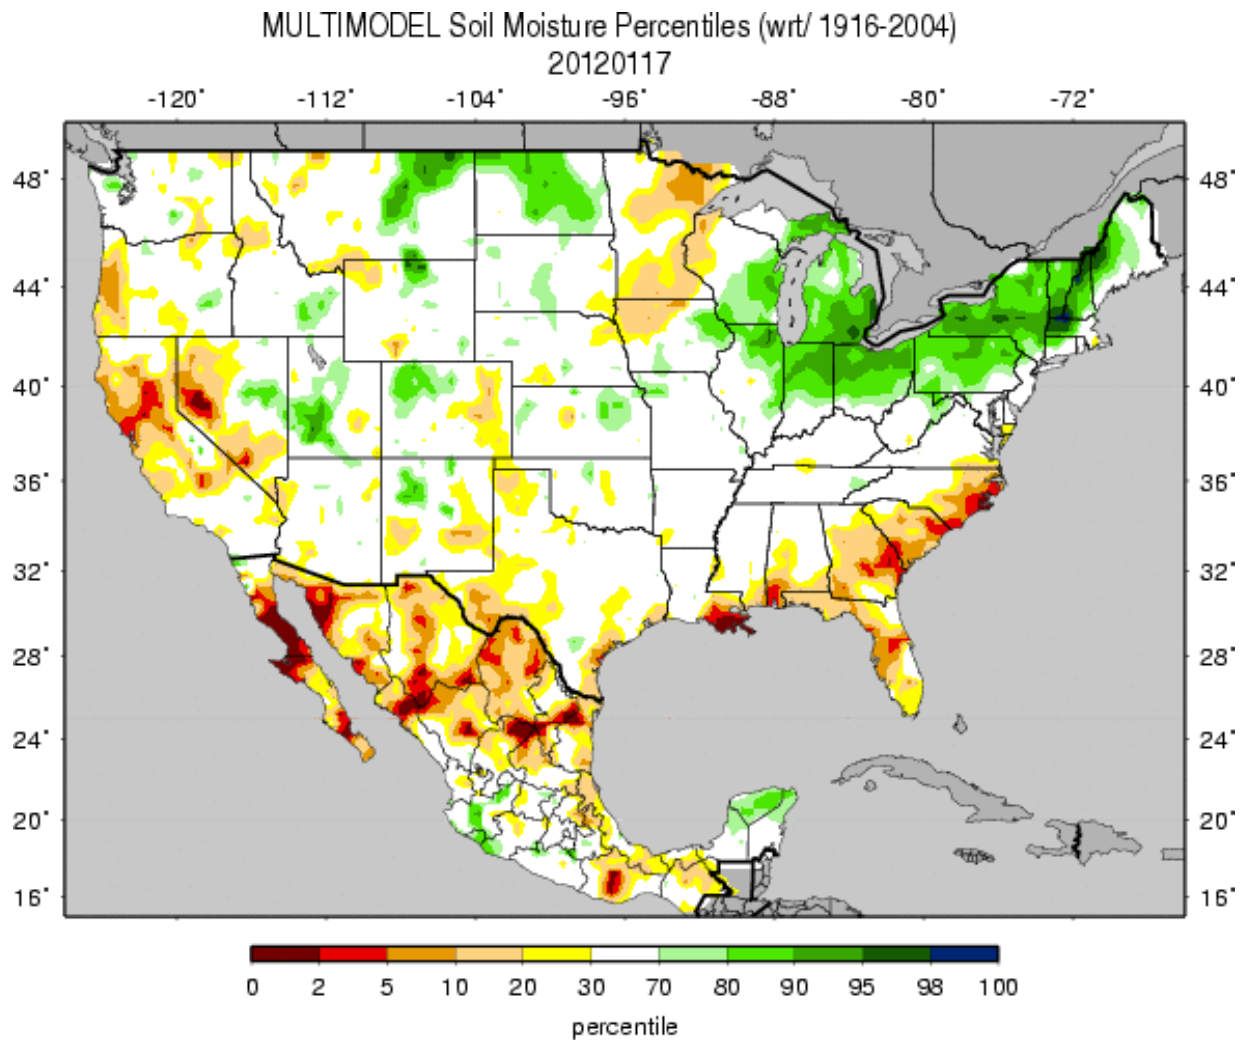 MULTIMODEL Soil Moisture Percentiles (wrt/ 1916-2004)
20120117
-120° -112° -104° -96° -88° -80° -72°
48° 48°
44° 44°
40° 40°
36° 36°
32° 32°
28° 28°
24° 24°
20° 20°
16° 16°
0 2 5 10 20 30 70 80 90 95 98 100
percentile